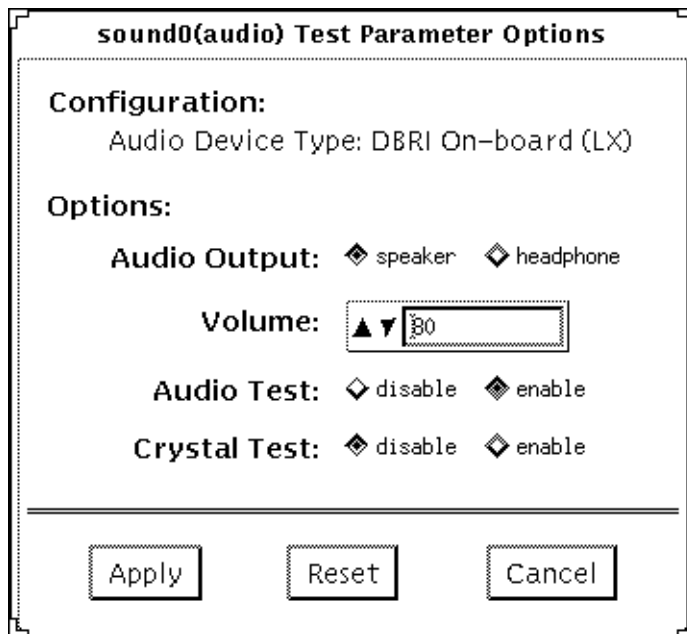 sound0(audio) Test Parameter Options
Configuration:
Audio Device Type: DBRI On-board (LX)
Options:
Audio Output: speaker headphone
Volume: 80
Audio Test: disable enable
Crystal Test: disable enable
Apply Reset Cancel